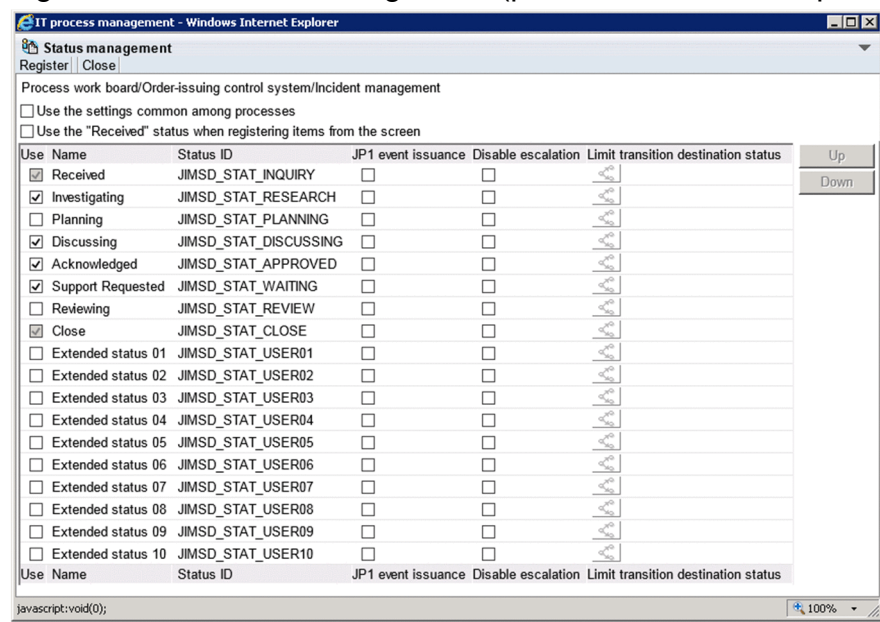 IT process management - Windows Internet Explorer
Status management
Register Close
Process work board/Order-issuing control system/Incident management
Use the settings common among processes
Use the "Received" status when registering items from the screen
Use Name Status ID JP1 event issuance Disable escalation Limit transition destination status
Up
Received JIMSD_STAT_INQUIRY
Down
Investigating JIMSD_STAT_RESEARCH
Planning JIMSD_STAT_PLANNING
Discussing JIMSD_STAT_DISCUSSING
Acknowledged JIMSD_STAT_APPROVED
Support Requested JIMSD_STAT_WAITING
Reviewing JIMSD_STAT_REVIEW
Close JIMSD_STAT_CLOSE
Extended status 01 JIMSD_STAT_USER01
Extended status 02 JIMSD_STAT_USER02
Extended status 03 JIMSD_STAT_USER03
Extended status 04 JIMSD_STAT_USER04
Extended status 05 JIMSD_STAT_USER05
Extended status 06 JIMSD_STAT_USER06
Extended status 07 JIMSD_STAT_USER07
Extended status 08 JIMSD_STAT_USER08
Extended status 09 JIMSD_STAT_USER09
Extended status 10 JIMSD_STAT_USER10
Use Name Status ID JP1 event issuance Disable escalation Limit transition destination status
javascript:void(0);
100%